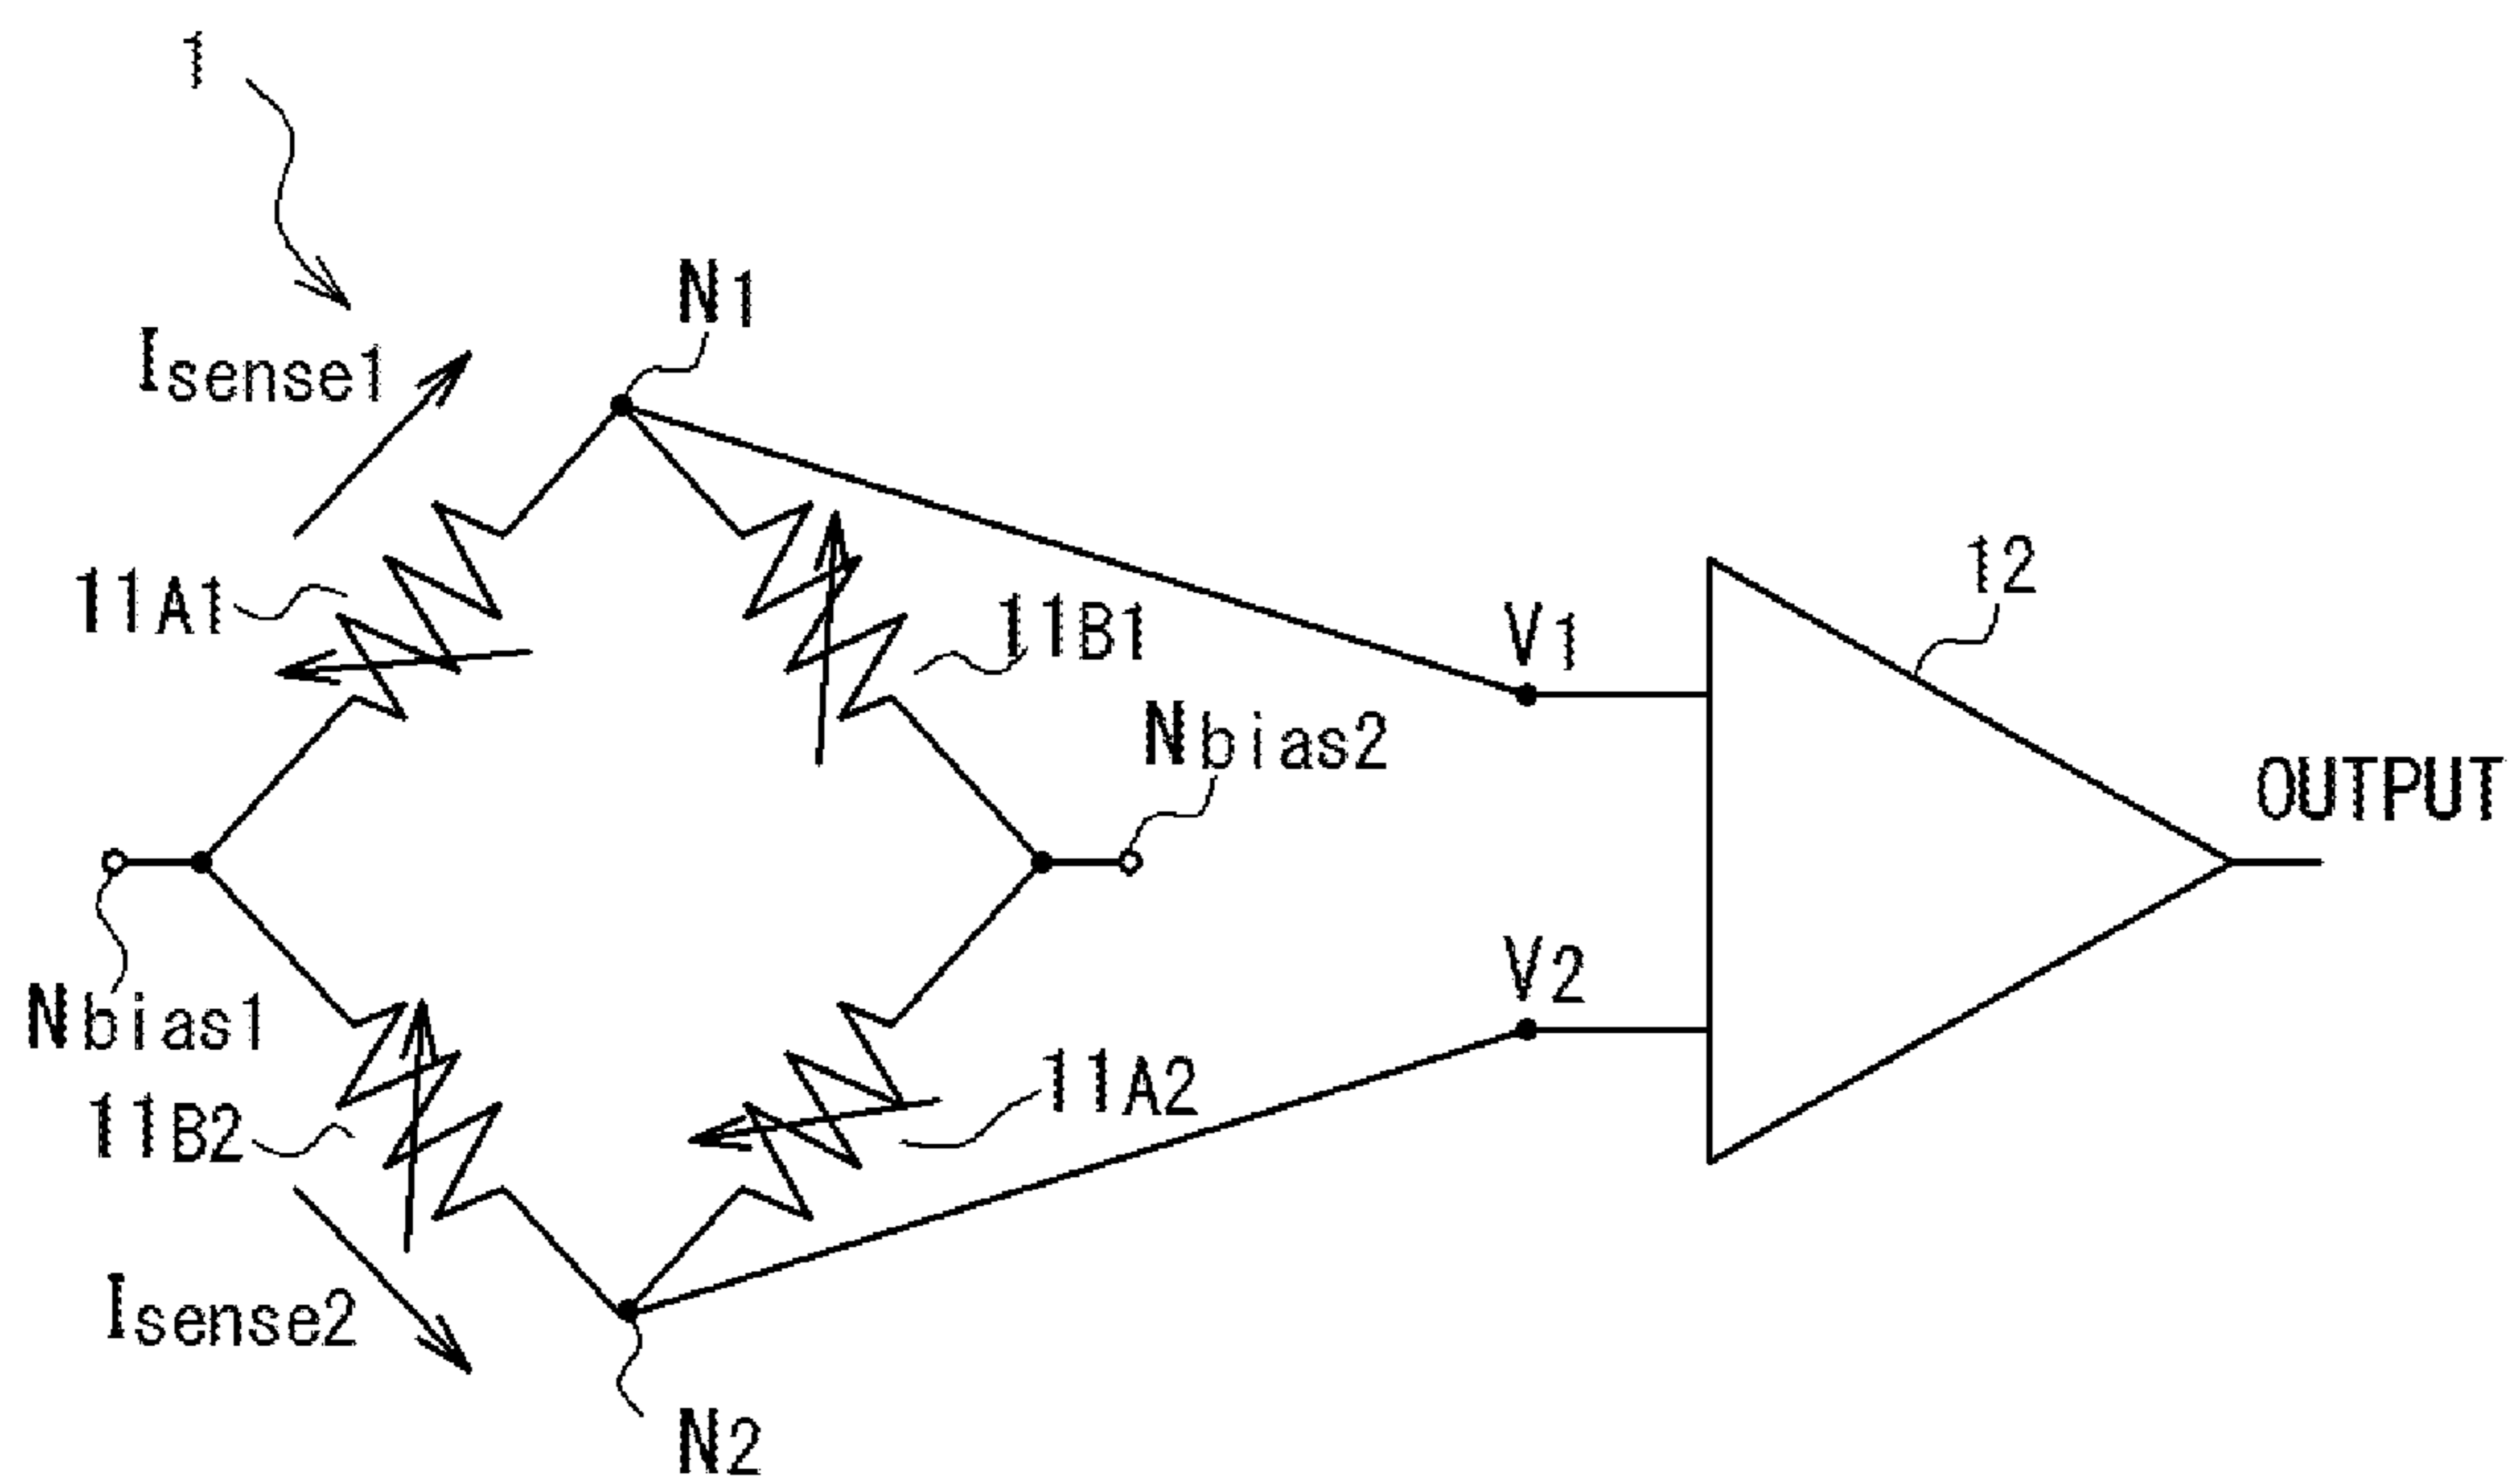 1
N1
Isense1
12
11A1
11B1
V1
Nbias2
OUTPUT
V2
Nbias1
11A2
11B2
Isense2
N2